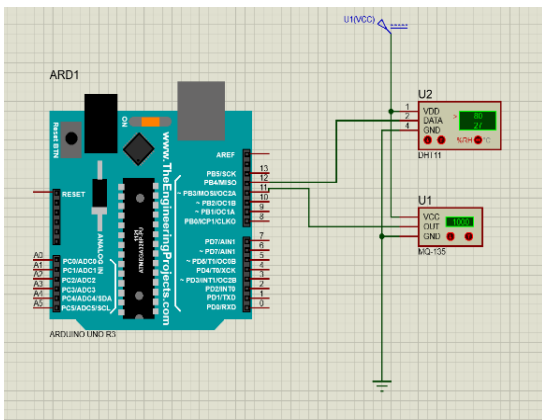 U1(VCC)
ARD1
Reset BTN
ON
www.TheEngineeringProjects.com
AREF
PB5/SCK 13
PB4/MISO 12
~ PB3/MOSI/OC2A 11
~ PB2/OC1B 10
~ PB1/OC1A 9
PB0/ICP1/CLKO 8
RESET
ANALOG IN
A0 PC0/ADC0
A1 PC1/ADC1
A2 PC2/ADC2
A3 PC3/ADC3
A4 PC4/ADC4/SDA
A5 PC5/ADC5/SCL
PD7/AIN1 7
~ PD7/AIN1 6
~ PD6/T1/OC0B 5
PD4/T0/XCK 4
~ PD3/INT1/OC2B 3
PD2/INT0 2
PD1/TXD 1
PD0/RXD 0
ARDUINO UNO R3
U2
1 VDD
2 DATA
4 GND
> 80
27
%RH °C
DHT11
U1
VCC
OUT
GND
1000
MQ-135